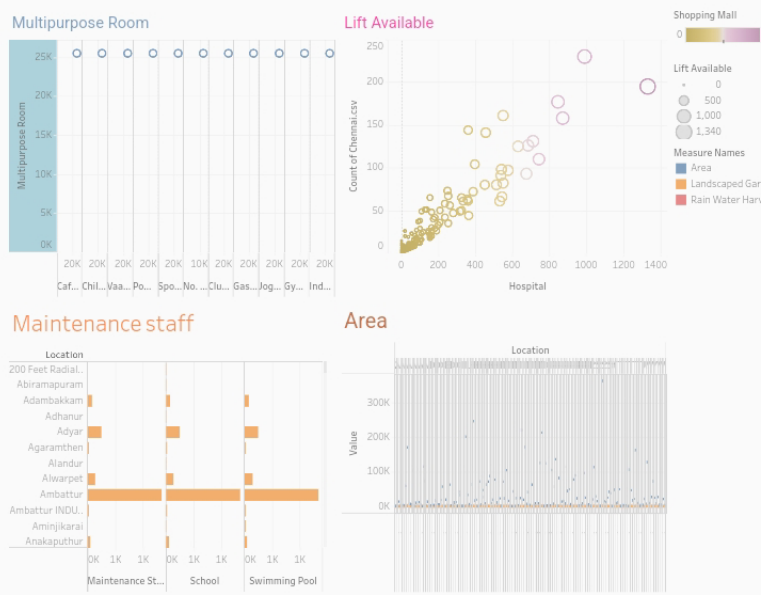 Multipurpose Room
Multipurpose Room
25K
20K
15K
10K
5K
0K
20K 20K 20K 20K 20K 10K 20K 20K 20K 20K 20K
Caf... Chil... Vaa... Po... Spo... No. ... Clu... Gas... Jog... Gy... Ind...
Lift Available
Count of Chennai.csv
250
200
150
100
50
0
0 200 400 600 800 1000 1200 1400
Hospital
Shopping Mall
0
Lift Available
0
500
1,000
1,340
Measure Names
Area
Landscaped Gar
Rain Water Harv
Maintenance staff
Location
200 Feet Radial..
Abiramapuram
Adambakkam
Adhanur
Adyar
Agaramthen
Alandur
Alwarpet
Ambattur
Ambattur INDU..
Aminjikarai
Anakaputhur
0K 1K 1K 0K 1K 1K 0K 1K 1K
Maintenance St... School Swimming Pool
Area
Location
Value
300K
200K
100K
0K